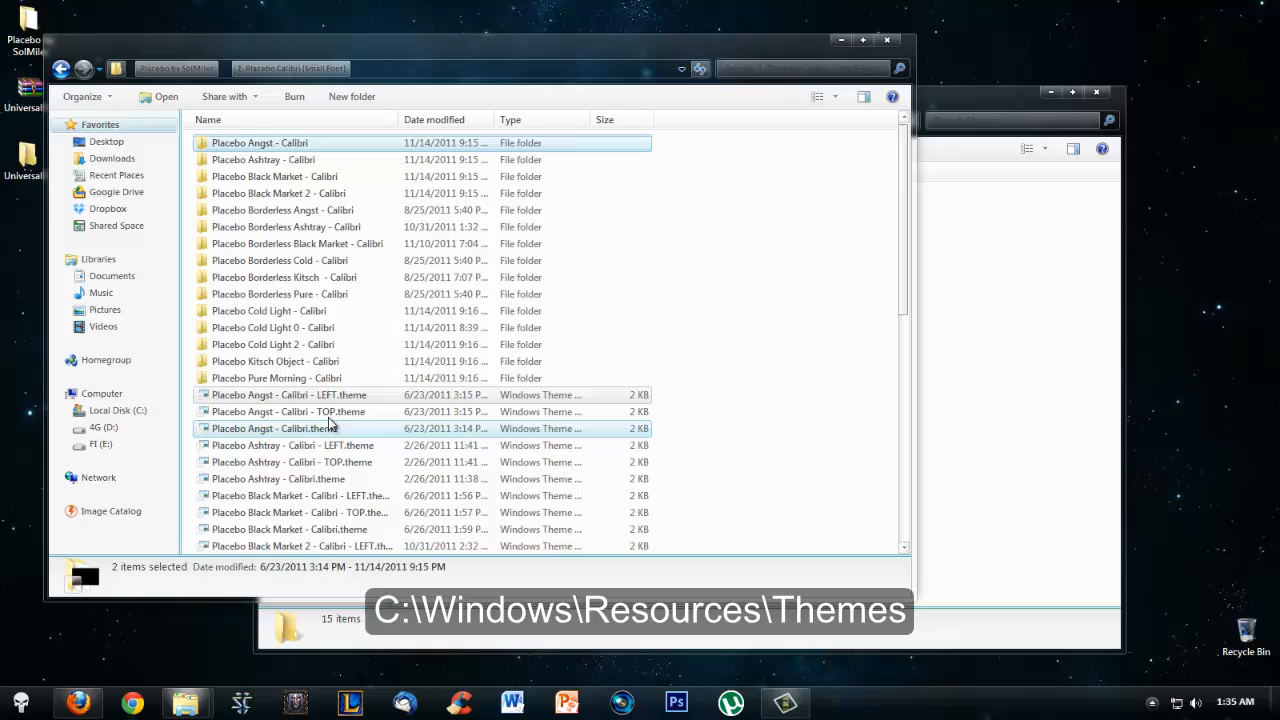 Placebo
SolMile
Universal
Universal
Placebo by SolMiler
2. Placebo Calibri (Small Font)
Organize
Open
Share with
Burn
New folder
Name
Date modified
Type
Size
Favorites
Desktop
Downloads
Recent Places
Google Drive
Dropbox
Shared Space
Libraries
Documents
Music
Pictures
Videos
Homegroup
Computer
Local Disk (C:)
4G (D:)
FI (E:)
Network
Image Catalog
Placebo Angst - Calibri 11/14/2011 9:15 ... File folder
Placebo Ashtray - Calibri 11/14/2011 9:15 ... File folder
Placebo Black Market - Calibri 11/14/2011 9:15 ... File folder
Placebo Black Market 2 - Calibri 11/14/2011 9:15 ... File folder
Placebo Borderless Angst - Calibri 8/25/2011 5:40 P... File folder
Placebo Borderless Ashtray - Calibri 10/31/2011 1:32 ... File folder
Placebo Borderless Black Market - Calibri 11/10/2011 7:04 ... File folder
Placebo Borderless Cold - Calibri 8/25/2011 5:40 P... File folder
Placebo Borderless Kitsch  - Calibri 8/25/2011 7:07 P... File folder
Placebo Borderless Pure - Calibri 8/25/2011 5:40 P... File folder
Placebo Cold Light - Calibri 11/14/2011 9:16 ... File folder
Placebo Cold Light 0 - Calibri 11/14/2011 8:39 ... File folder
Placebo Cold Light 2 - Calibri 11/14/2011 9:16 ... File folder
Placebo Kitsch Object - Calibri 11/14/2011 9:16 ... File folder
Placebo Pure Morning - Calibri 11/14/2011 9:16 ... File folder
Placebo Angst - Calibri - LEFT.theme 6/23/2011 3:15 P... Windows Theme ... 2 KB
Placebo Angst - Calibri - TOP.theme 6/23/2011 3:15 P... Windows Theme ... 2 KB
Placebo Angst - Calibri.theme 6/23/2011 3:14 P... Windows Theme ... 2 KB
Placebo Ashtray - Calibri - LEFT.theme 2/26/2011 11:41 ... Windows Theme ... 2 KB
Placebo Ashtray - Calibri - TOP.theme 2/26/2011 11:41 ... Windows Theme ... 2 KB
Placebo Ashtray - Calibri.theme 2/26/2011 11:38 ... Windows Theme ... 2 KB
Placebo Black Market - Calibri - LEFT.the... 6/26/2011 1:56 P... Windows Theme ... 2 KB
Placebo Black Market - Calibri - TOP.the... 6/26/2011 1:57 P... Windows Theme ... 2 KB
Placebo Black Market - Calibri.theme 6/26/2011 1:59 P... Windows Theme ... 2 KB
Placebo Black Market 2 - Calibri - LEFT.th... 10/31/2011 2:32 ... Windows Theme ... 2 KB
2 items selected Date modified: 6/23/2011 3:14 PM - 11/14/2011 9:15 PM
C:\Windows\Resources\Themes
15 items
Recycle Bin
1:35 AM